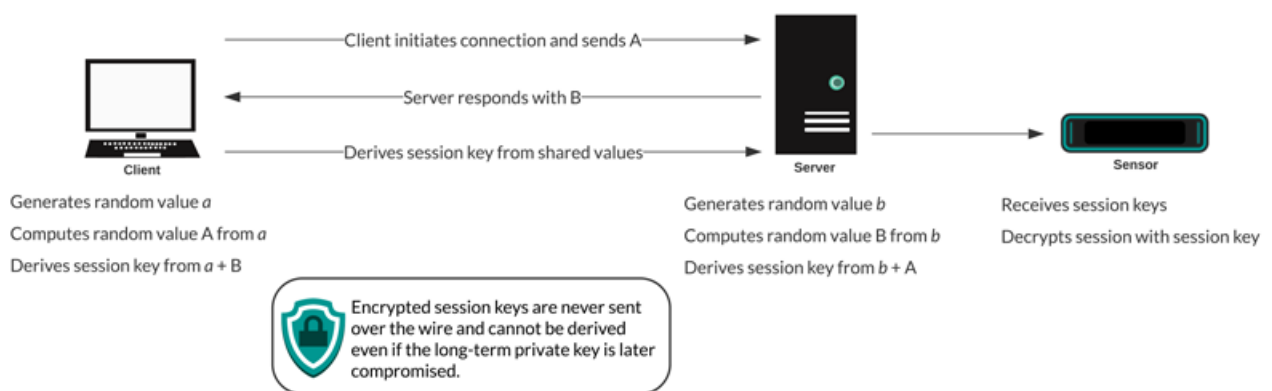 Client initiates connection and sends A
Server responds with B
Derives session key from shared values
Client
Server
Sensor
Generates random value a
Computes random value A from a
Derives session key from a + B
Generates random value b
Computes random value B from b
Derives session key from b + A
Receives session keys
Decrypts session with session key
Encrypted session keys are never sent
over the wire and cannot be derived
even if the long-term private key is later
compromised.